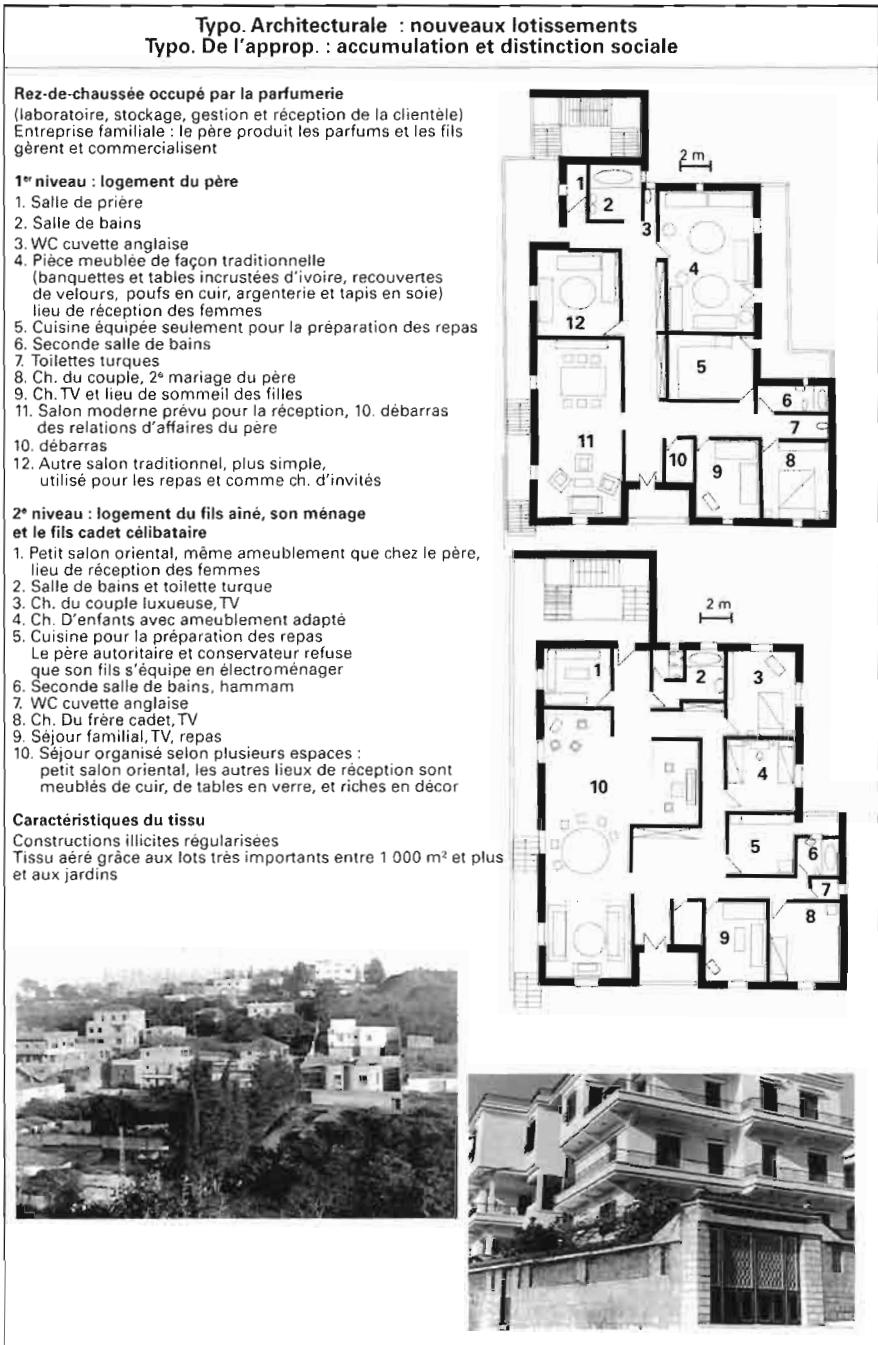 Typo. Architecturale : nouveaux lotissements
Typo. De l'approp. : accumulation et distinction sociale
Rez-de-chaussée occupé par la parfumerie
(laboratoire, stockage, gestion et réception de la clientèle)
Entreprise familiale : le père produit les parfums et les fils
gèrent et commercialisent
1er niveau : logement du père
1. Salle de prière
2. Salle de bains
3. WC cuvette anglaise
4. Pièce meublée de façon traditionnelle
(banquettes et tables incrustées d'ivoire, recouvertes
de velours, poufs en cuir, argenterie et tapis en soie)
lieu de réception des femmes
5. Cuisine équipée seulement pour la préparation des repas
6. Seconde salle de bains
7. Toilettes turques
8. Ch. du couple, 2e mariage du père
9. Ch. TV et lieu de sommeil des filles
11. Salon moderne prévu pour la réception, 10. débarras
des relations d'affaires du père
10. débarras
12. Autre salon traditionnel, plus simple,
utilisé pour les repas et comme ch. d'invités
2e niveau : logement du fils aîné, son ménage
et le fils cadet célibataire
1. Petit salon oriental, même ameublement que chez le père,
lieu de réception des femmes
2. Salle de bains et toilette turque
3. Ch. du couple luxueuse, TV
4. Ch. D'enfants avec ameublement adapté
5. Cuisine pour la préparation des repas
Le père autoritaire et conservateur refuse
que son fils s'équipe en électroménager
6. Seconde salle de bains, hammam
7. WC cuvette anglaise
8. Ch. Du frère cadet, TV
9. Séjour familial, TV, repas
10. Séjour organisé selon plusieurs espaces :
petit salon oriental, les autres lieux de réception sont
meublés de cuir, de tables en verre, et riches en décor
Caractéristiques du tissu
Constructions illicites régularisées
Tissu aéré grâce aux lots très importants entre 1 000 m² et plus
et aux jardins
2 m
1
2
3
4
12
5
6
7
11
10
9
8
2 m
1
2
3
4
10
5
6
7
9
8